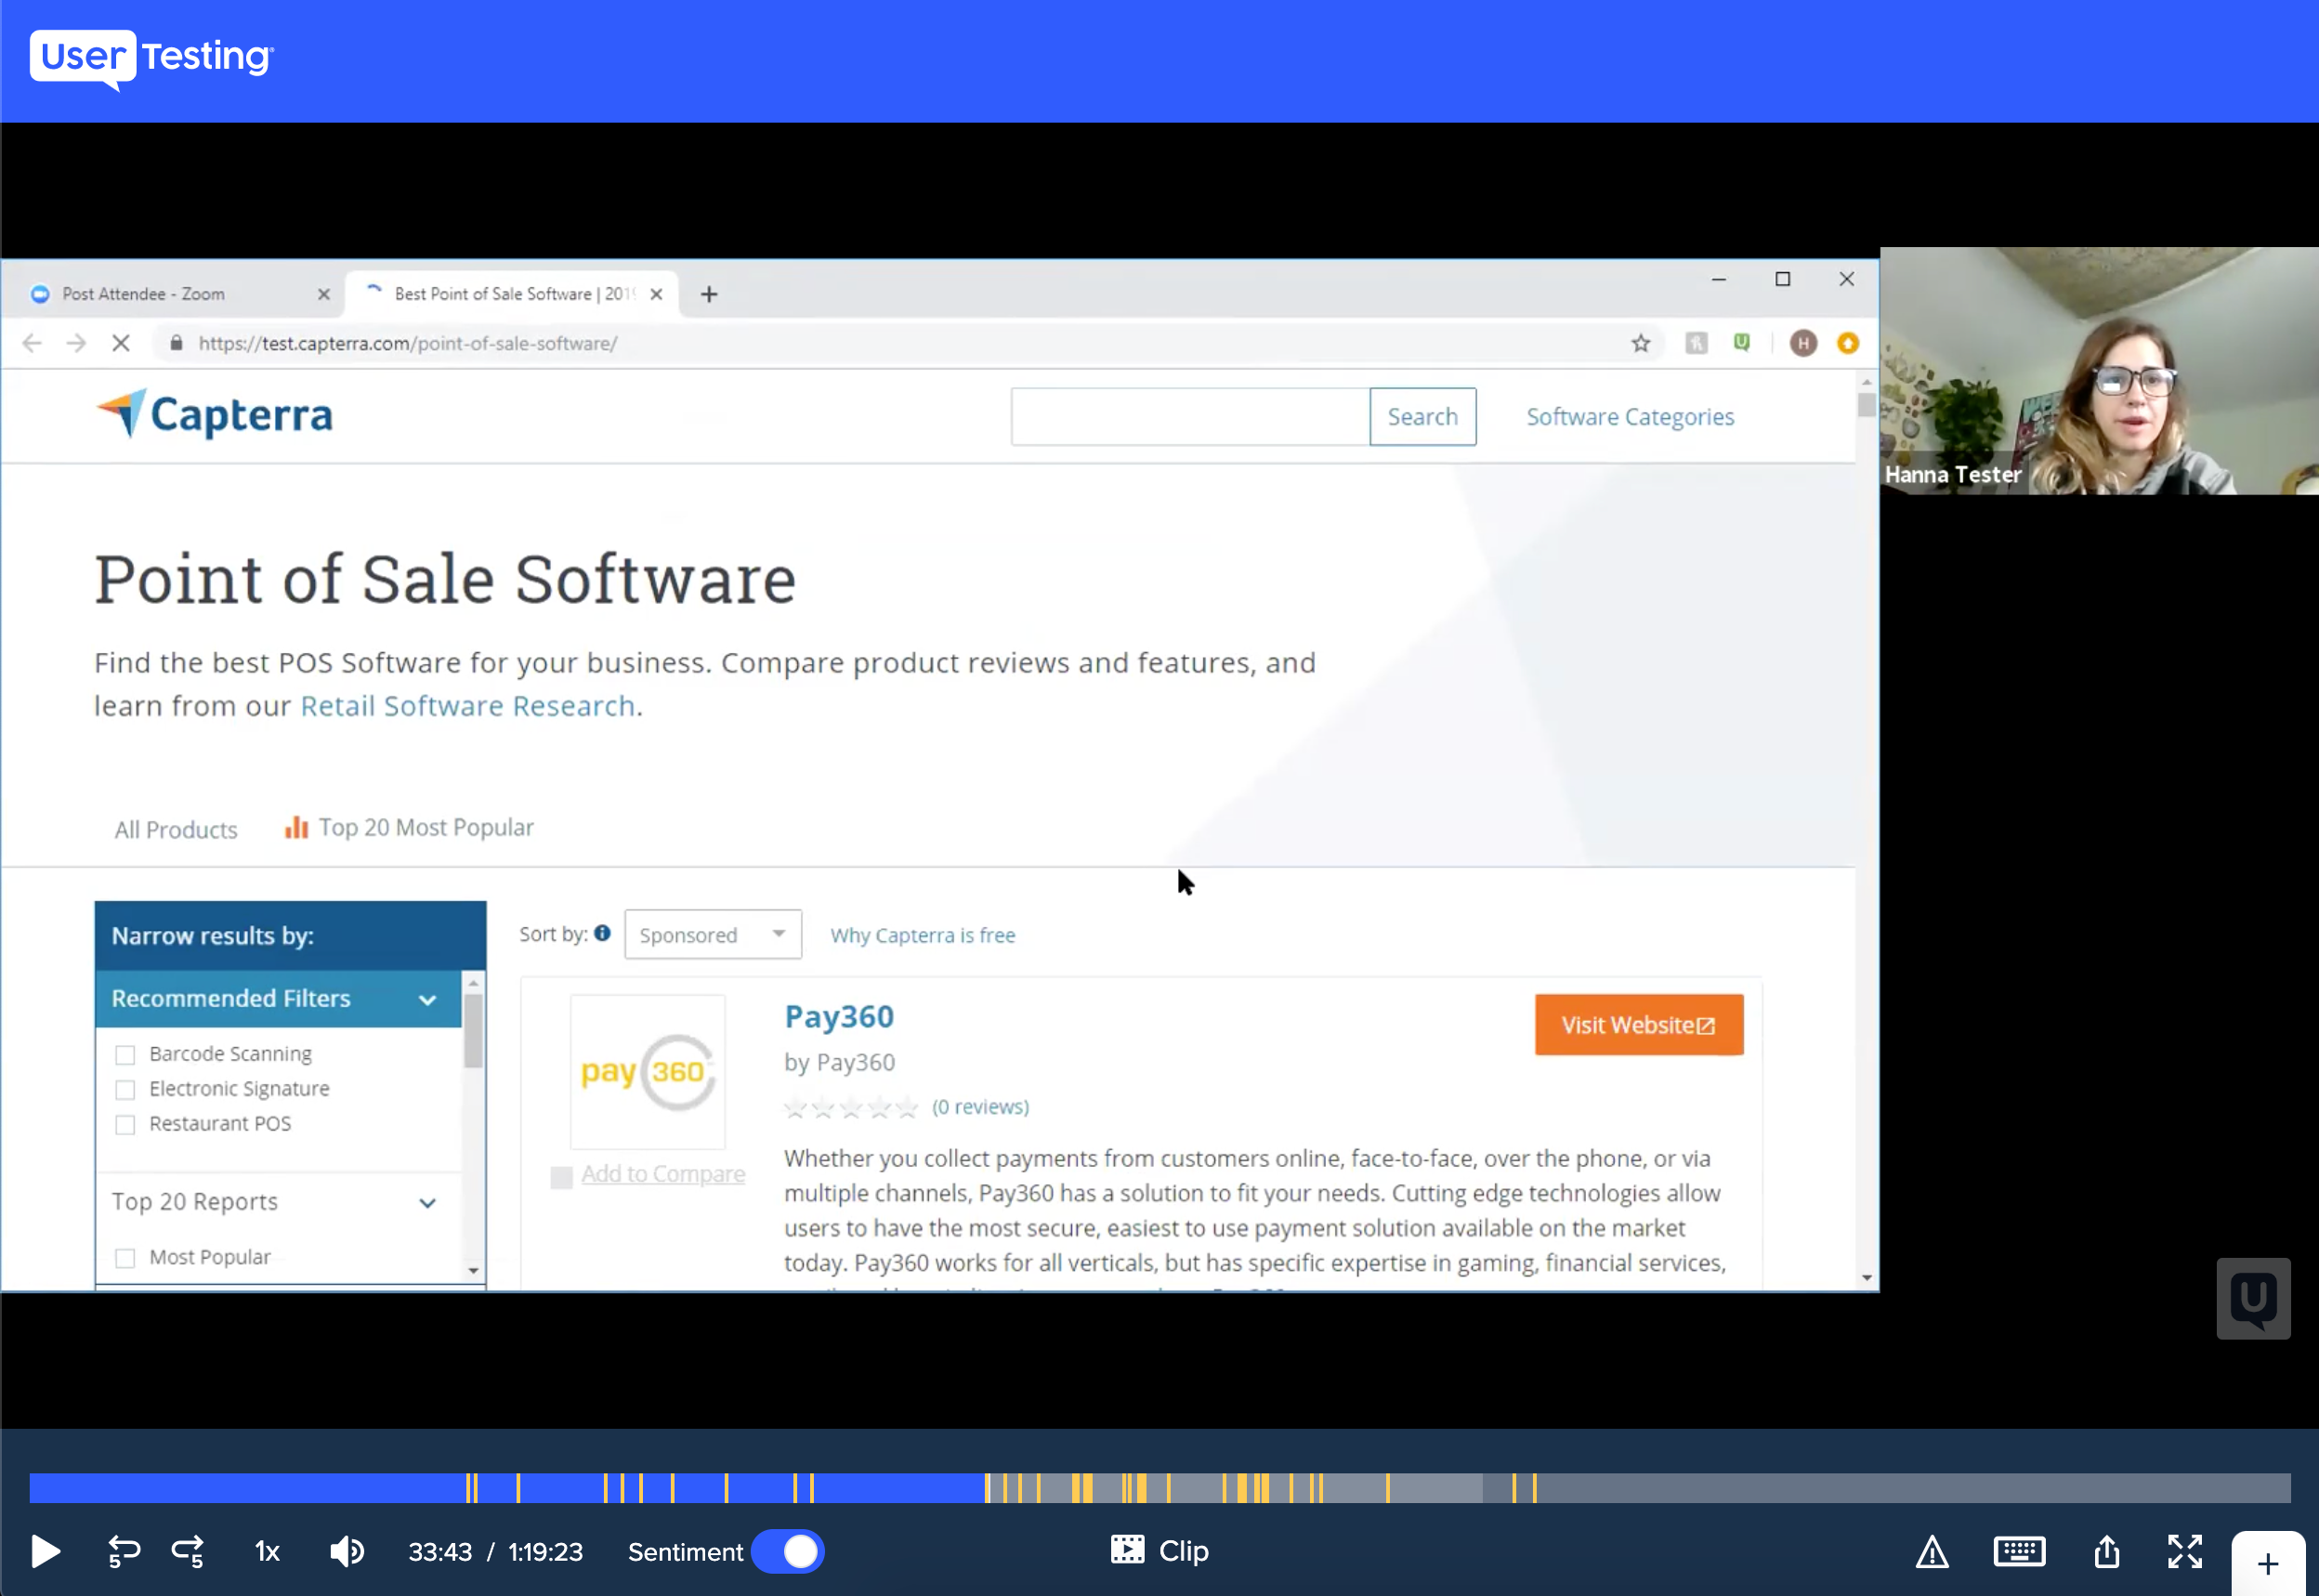 User Testing
Post Attendee - Zoom
Best Point of Sale Software | 2019
https://test.capterra.com/point-of-sale-software/
H
Capterra
Search
Software Categories
Hanna Tester
Point of Sale Software
Find the best POS Software for your business. Compare product reviews and features, and
learn from our Retail Software Research.
All Products
Top 20 Most Popular
Narrow results by:
Recommended Filters
Barcode Scanning
Electronic Signature
Restaurant POS
Top 20 Reports
Most Popular
Sort by:
Sponsored
Why Capterra is free
pay 360
Add to Compare
Pay360
by Pay360
(0 reviews)
Visit Website
Whether you collect payments from customers online, face-to-face, over the phone, or via
multiple channels, Pay360 has a solution to fit your needs. Cutting edge technologies allow
users to have the most secure, easiest to use payment solution available on the market
today. Pay360 works for all verticals, but has specific expertise in gaming, financial services,
U
5
5
1x
33:43 / 1:19:23
Sentiment
Clip